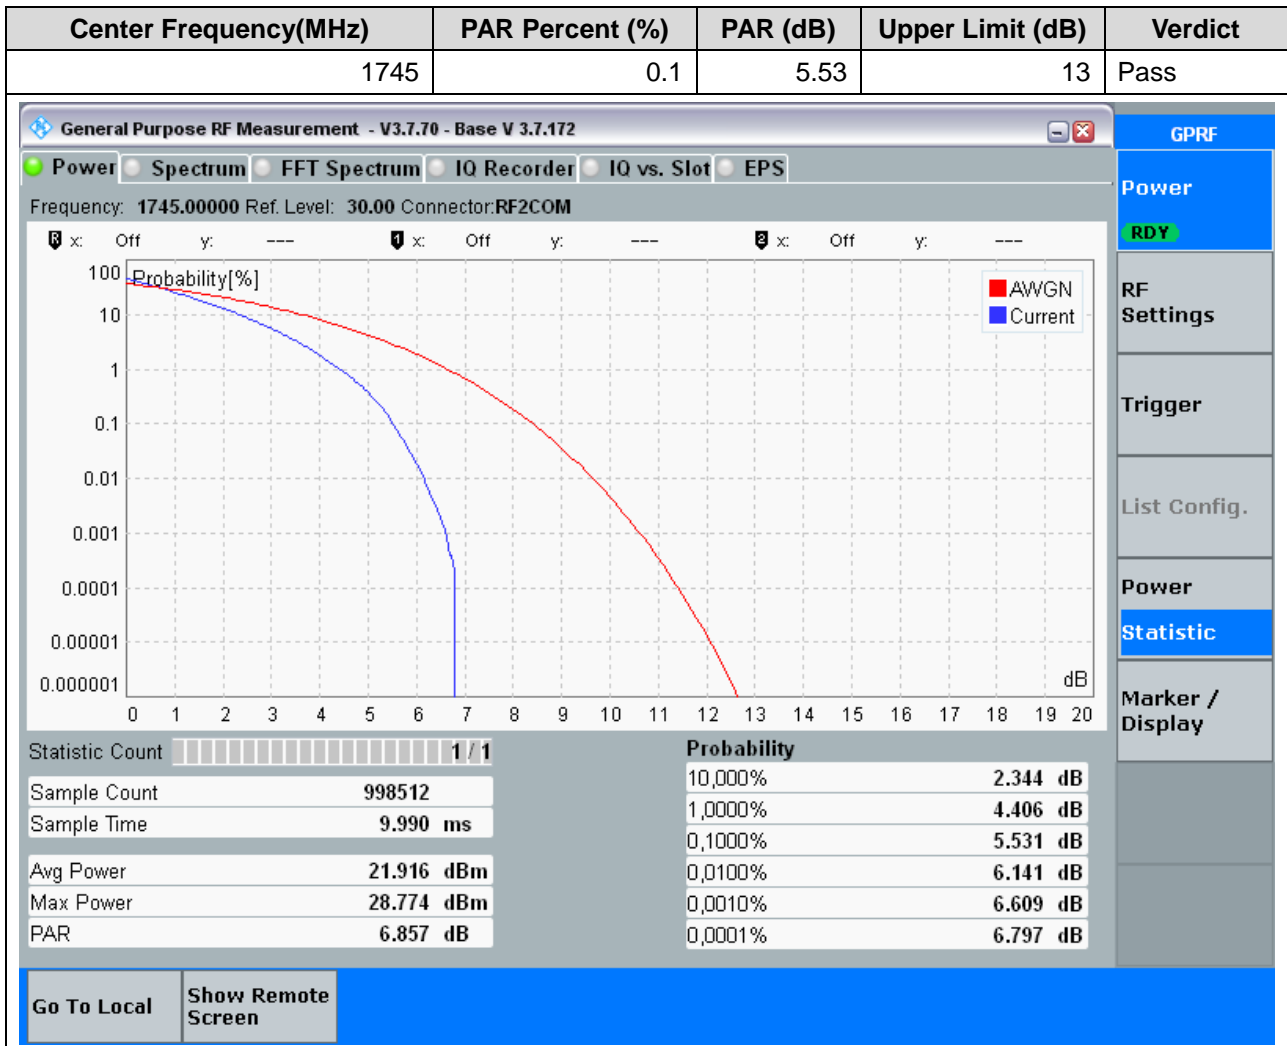 Center Frequency(MHz) PAR Percent (%) PAR (dB) Upper Limit (dB) Verdict
1745 0.1 5.53 13 Pass
General Purpose RF Measurement - V3.7.70 - Base V 3.7.172
GPRF
Power Spectrum FFT Spectrum IQ Recorder IQ vs. Slot EPS
Frequency: 1745.00000 Ref. Level: 30.00 Connector:RF2COM
R x: Off y: --- 1 x: Off y: --- 2 x: Off y: ---
Probability[%]
100
10
1
0.1
0.01
0.001
0.0001
0.00001
0.000001
AWGN
Current
dB
0 1 2 3 4 5 6 7 8 9 10 11 12 13 14 15 16 17 18 19 20
Statistic Count 1 / 1
Sample Count 998512
Sample Time 9.990 ms
Avg Power 21.916 dBm
Max Power 28.774 dBm
PAR 6.857 dB
Probability
10,000% 2.344 dB
1,0000% 4.406 dB
0,1000% 5.531 dB
0,0100% 6.141 dB
0,0010% 6.609 dB
0,0001% 6.797 dB
Power
RDY
RF
Settings
Trigger
List Config.
Power
Statistic
Marker /
Display
Go To Local
Show Remote
Screen